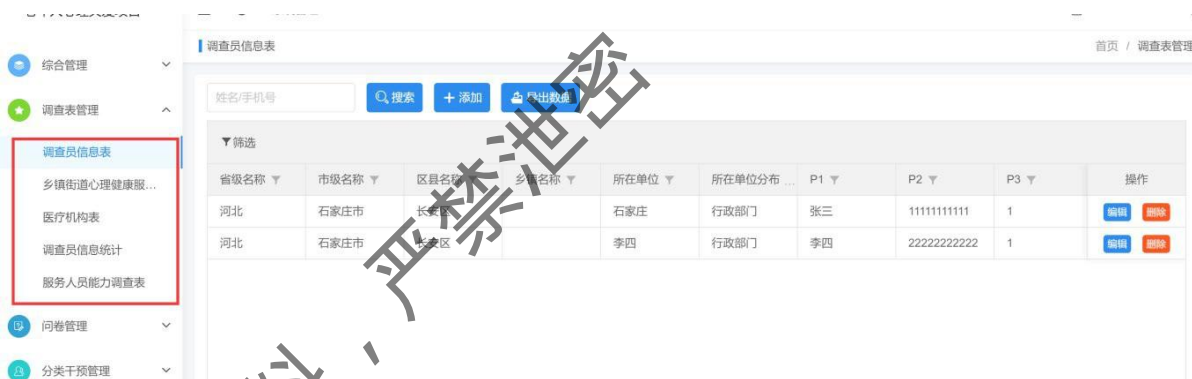 综合管理
调查表管理
调查员信息表
乡镇街道心理健康服...
医疗机构表
调查员信息统计
服务人员能力调查表
问卷管理
分类干预管理
调查员信息表
首页 / 调查表管理
姓名/手机号 搜索 + 添加 导出数据
筛选
省级名称 市级名称 区县名称 乡镇名称 所在单位 所在单位分布 ... P1 P2 P3 操作
河北 石家庄市 长安区 石家庄 行政部门 张三 11111111111 1 编辑 删除
河北 石家庄市 长安区 李四 行政部门 李四 22222222222 1 编辑 删除
，严禁泄密